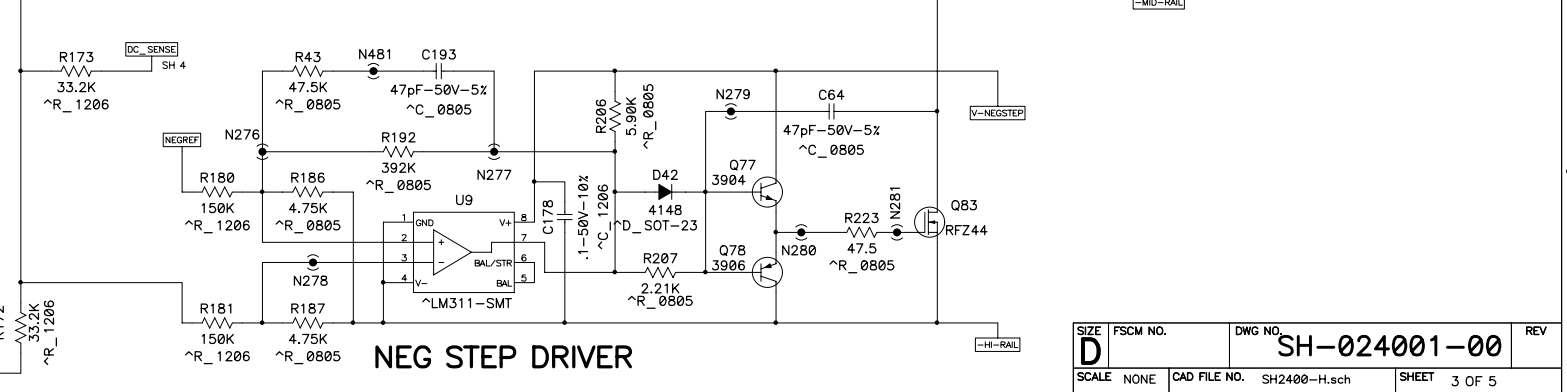 -MID-RAIL
R173
33.2K
^R_1206
DC_SENSE
SH 4
R43
47.5K
^R_0805
N481
C193
47pF-50V-5%
^C_0805
R206
5.90K
^R_0805
N279
C64
47pF-50V-5%
^C_0805
V-NEGSTEP
NEGREF
N276
R192
392K
^R_0805
N277
R180
150K
^R_1206
R186
4.75K
^R_0805
U9
1
GND
V+
8
2
+
7
3
-
BAL/STR
6
4
V-
BAL
5
^LM311-SMT
C178
.1-50V-10%
^C_1206
D42
4148
^D_SOT-23
Q77
3904
Q78
3906
R207
2.21K
^R_0805
N280
R223
47.5
^R_0805
N281
Q83
RFZ44
N278
R181
150K
^R_1206
R187
4.75K
^R_0805
33.2K
^R_1206
-HI-RAIL
NEG STEP DRIVER
SIZE
D
FSCM NO.
DWG NO.
SH-024001-00
REV
SCALE NONE
CAD FILE NO. SH2400-H.sch
SHEET 3 OF 5